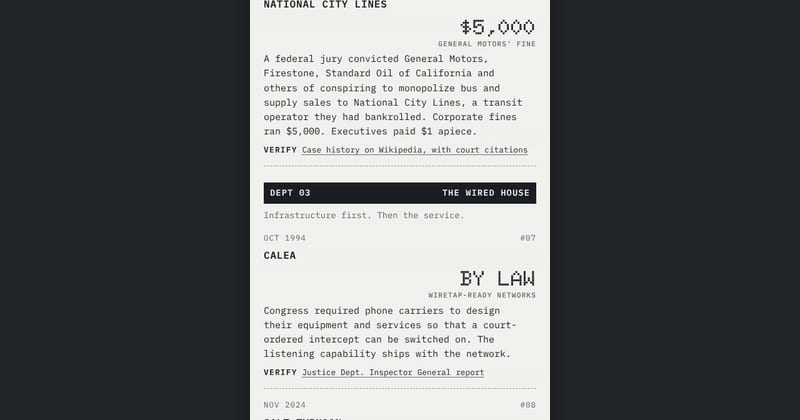 NATIONAL CITY LINES
$5,000
GENERAL MOTORS' FINE
A federal jury convicted General Motors,
Firestone, Standard Oil of California and
others of conspiring to monopolize bus and
supply sales to National City Lines, a transit
operator they had bankrolled. Corporate fines
ran $5,000. Executives paid $1 apiece.
VERIFY Case history on Wikipedia, with court citations
DEPT 03 THE WIRED HOUSE
Infrastructure first. Then the service.
OCT 1994 #07
CALEA
BY LAW
WIRETAP-READY NETWORKS
Congress required phone carriers to design
their equipment and services so that a court-
ordered intercept can be switched on. The
listening capability ships with the network.
VERIFY Justice Dept. Inspector General report
NOV 2024 #08